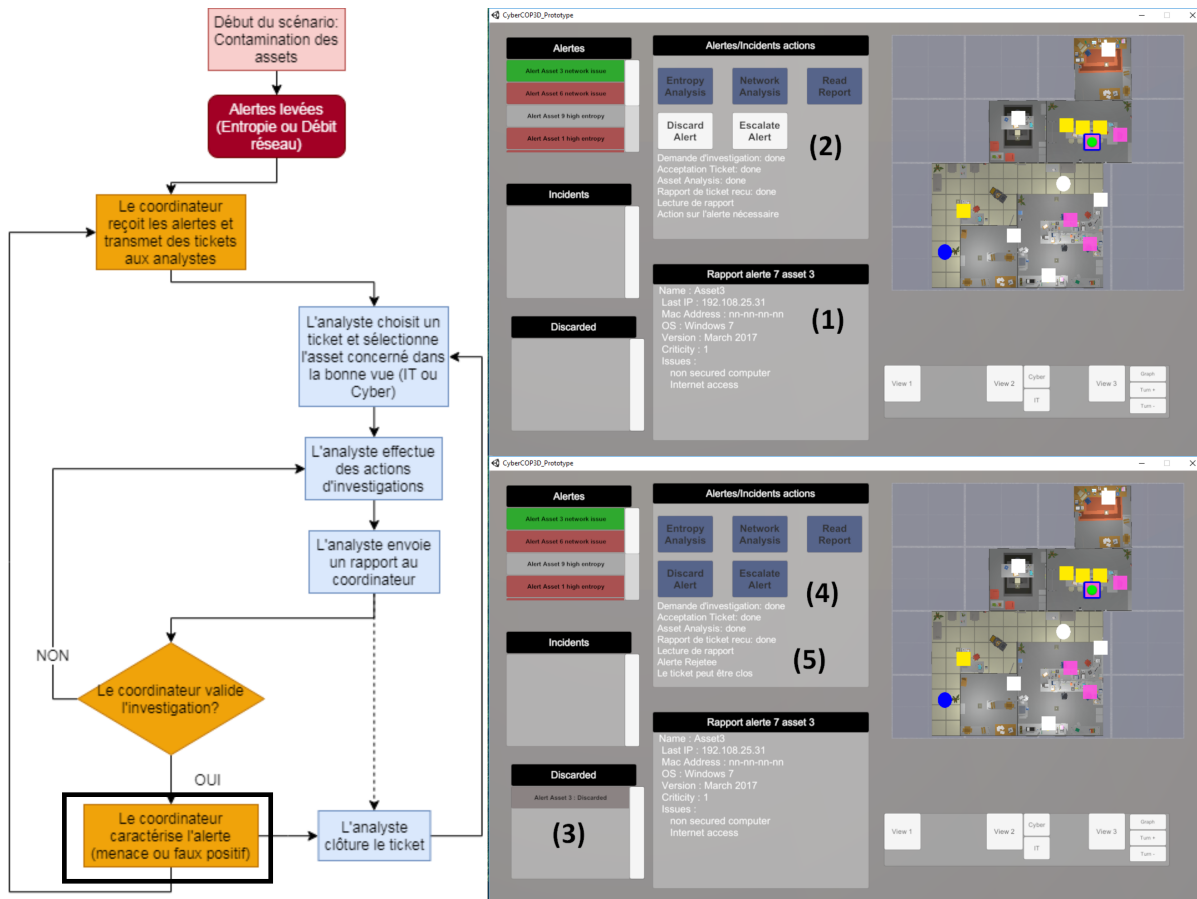 Début du scénario:
Contamination des
assets
Alertes levées
(Entropie ou Débit
réseau)
Le coordinateur
reçoit les alertes et
transmet des tickets
aux analystes
L'analyste choisit un
ticket et sélectionne
l'asset concerné dans
la bonne vue (IT ou
Cyber)
L'analyste effectue
des actions
d'investigations
L'analyste envoie
un rapport au
coordinateur
NON
Le coordinateur valide
l'investigation?
OUI
Le coordinateur
caractérise l'alerte
(menace ou faux positif)
L'analyste
clôture le ticket
CyberCOP3D_Prototype
Alertes
Alert Asset 3 network issue
Alert Asset 6 network issue
Alert Asset 9 high entropy
Alert Asset 1 high entropy
Incidents
Discarded
Alertes/Incidents actions
Entropy
Analysis
Network
Analysis
Read
Report
Discard
Alert
Escalate
Alert
(2)
Demande d'investigation: done
Acceptation Ticket: done
Asset Analysis: done
Rapport de ticket recu: done
Lecture de rapport
Action sur l'alerte nécessaire
Rapport alerte 7 asset 3
Name : Asset3
Last IP : 192.108.25.31
Mac Address : nn-nn-nn-nn
OS : Windows 7
Version : March 2017
Criticity : 1
Issues :
non secured computer
Internet access
(1)
View 1
View 2
Cyber
IT
View 3
Graph
Turn +
Turn -
CyberCOP3D_Prototype
Alertes
Alert Asset 3 network issue
Alert Asset 6 network issue
Alert Asset 9 high entropy
Alert Asset 1 high entropy
Incidents
Discarded
Alert Asset 3 : Discarded
(3)
Alertes/Incidents actions
Entropy
Analysis
Network
Analysis
Read
Report
Discard
Alert
Escalate
Alert
(4)
Demande d'investigation: done
Acceptation Ticket: done
Asset Analysis: done
Rapport de ticket recu: done
Lecture de rapport
Alerte Rejetee
Le ticket peut être clos
(5)
Rapport alerte 7 asset 3
Name : Asset3
Last IP : 192.108.25.31
Mac Address : nn-nn-nn-nn
OS : Windows 7
Version : March 2017
Criticity : 1
Issues :
non secured computer
Internet access
View 1
View 2
Cyber
IT
View 3
Graph
Turn +
Turn -